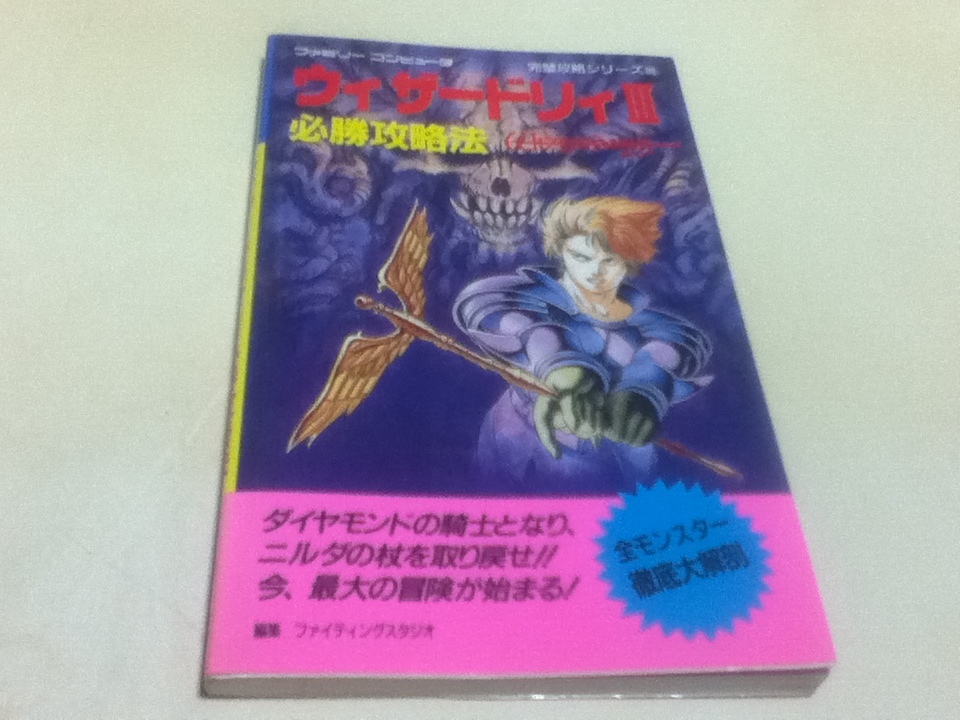 ファミリーコンピュータ
完璧攻略シリーズ
ウィザードリィIII
必勝攻略法
ダイヤモンドの騎士となり、
ニルダの杖を取り戻せ!!
今、最大の冒険が始まる!
全モンスター
徹底大解剖
編集 ファイティングスタジオ